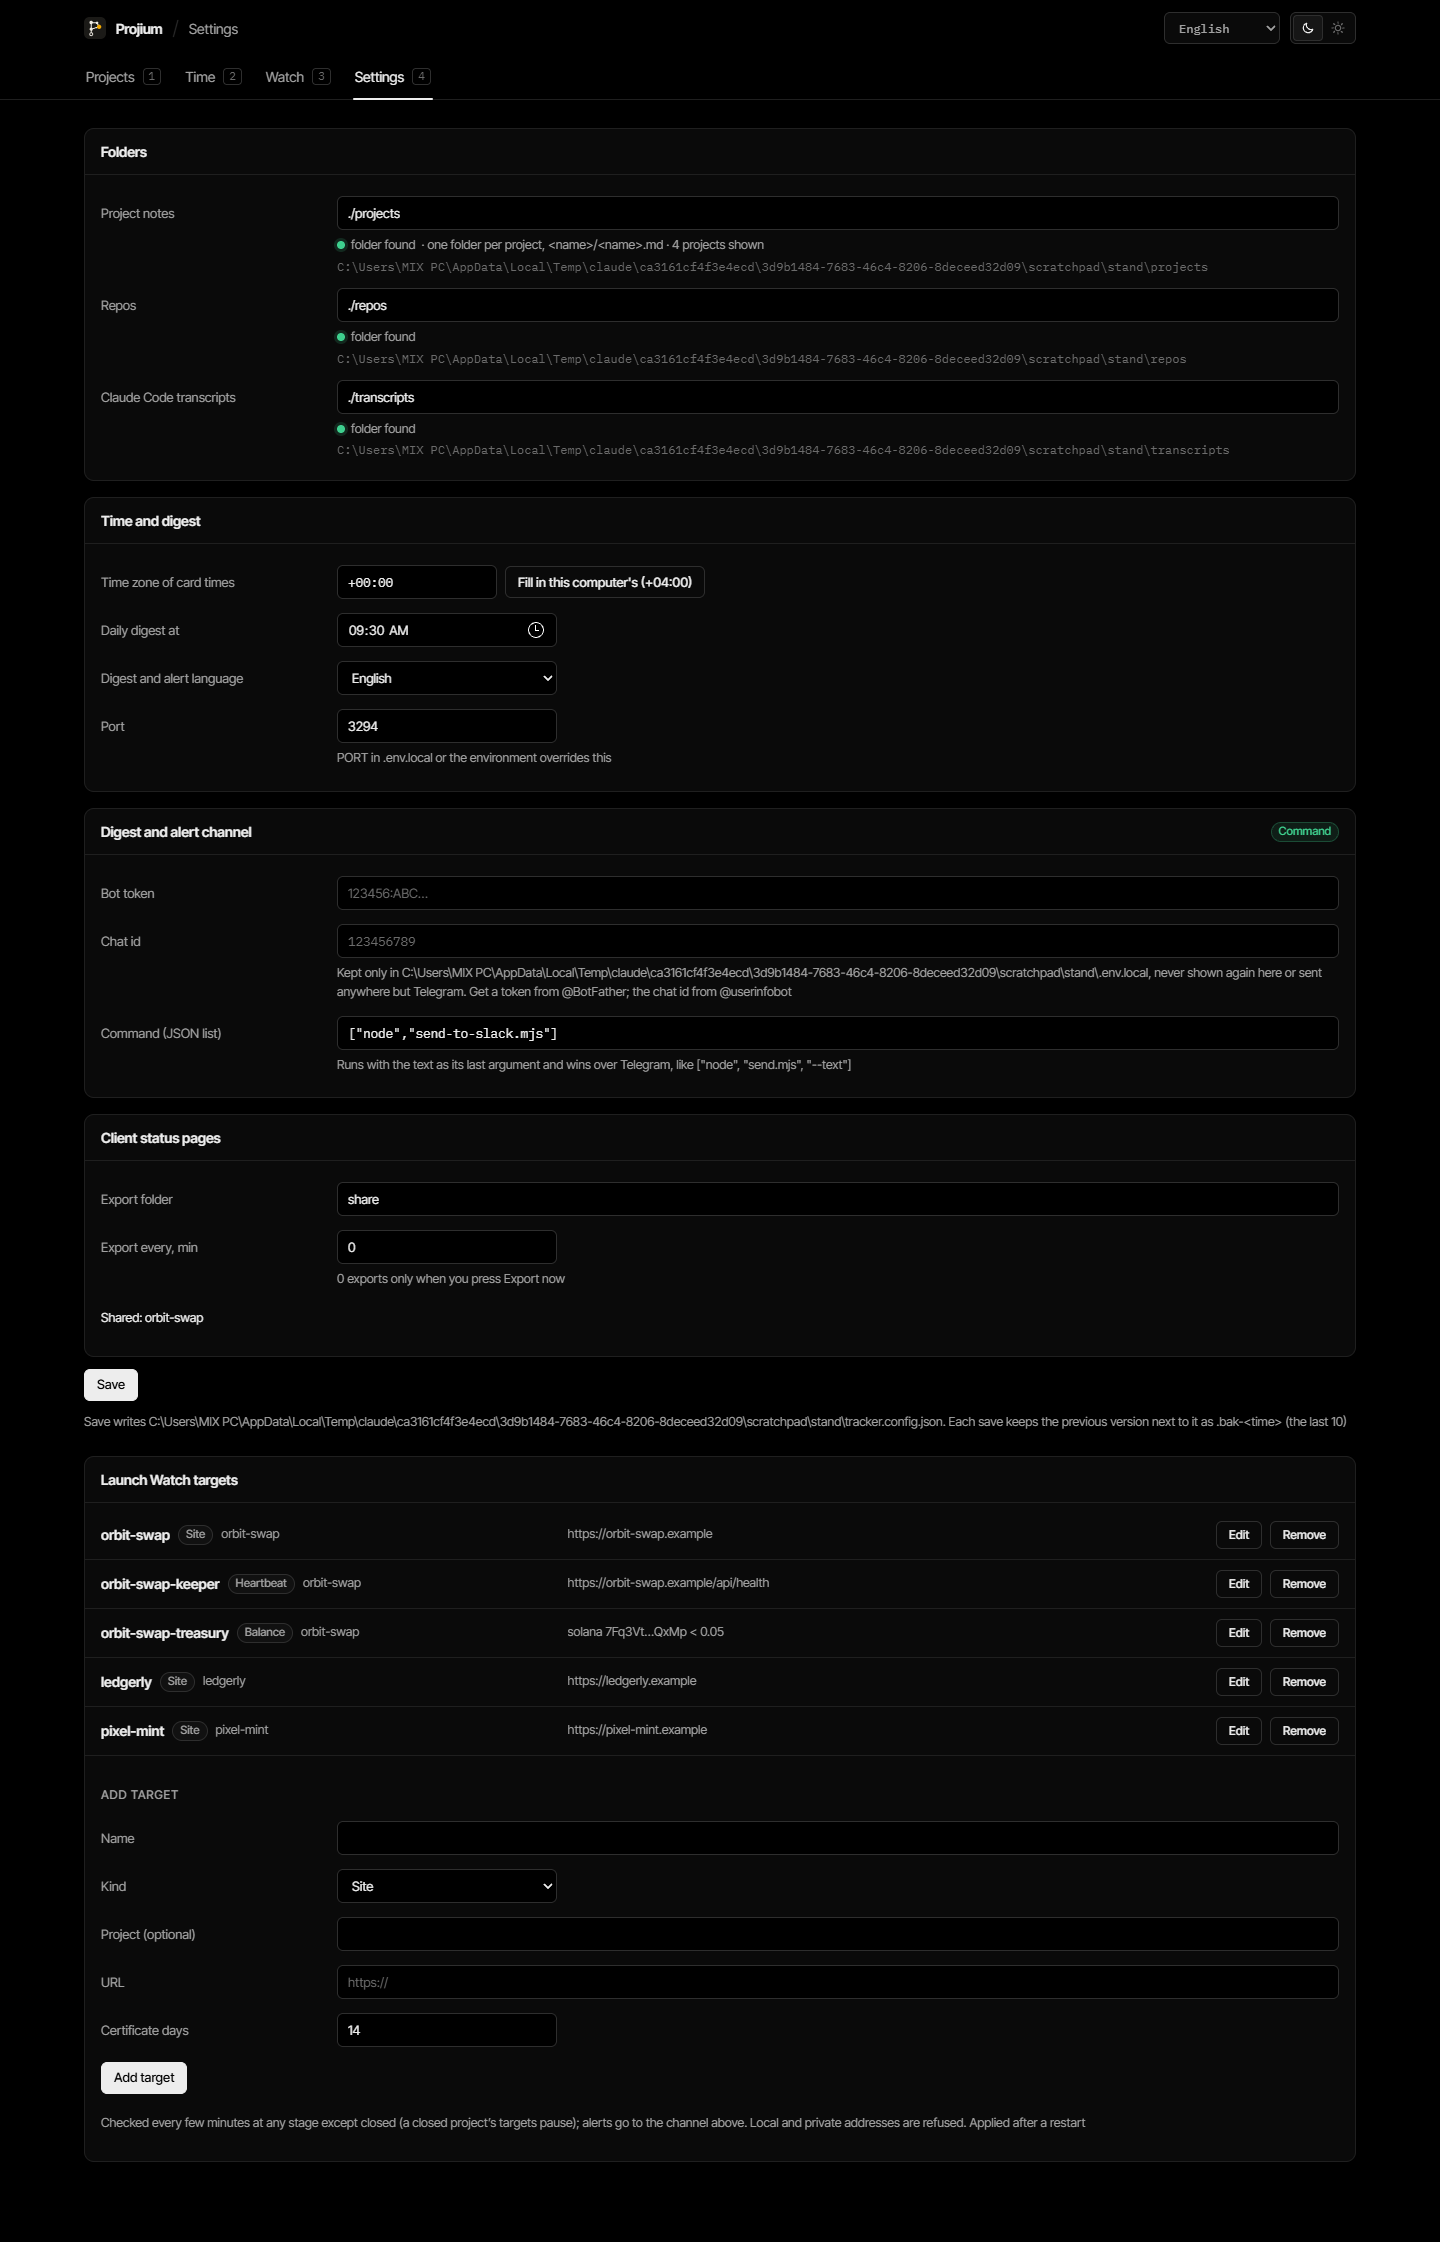 Projium / Settings
English
Projects 1 Time 2 Watch 3 Settings 4
Folders
Project notes
./projects
folder found · one folder per project, <name>/<name>.md · 4 projects shown
C:\Users\MIX PC\AppData\Local\Temp\claude\ca3161cf4f3e4ecd\3d9b1484-7683-46c4-8206-8deceed32d09\scratchpad\stand\projects
Repos
./repos
folder found
C:\Users\MIX PC\AppData\Local\Temp\claude\ca3161cf4f3e4ecd\3d9b1484-7683-46c4-8206-8deceed32d09\scratchpad\stand\repos
Claude Code transcripts
./transcripts
folder found
C:\Users\MIX PC\AppData\Local\Temp\claude\ca3161cf4f3e4ecd\3d9b1484-7683-46c4-8206-8deceed32d09\scratchpad\stand\transcripts
Time and digest
Time zone of card times
+00:00
Fill in this computer's (+04:00)
Daily digest at
09:30 AM
Digest and alert language
English
Port
3294
PORT in .env.local or the environment overrides this
Digest and alert channel
Command
Bot token
123456:ABC...
Chat id
123456789
Kept only in C:\Users\MIX PC\AppData\Local\Temp\claude\ca3161cf4f3e4ecd\3d9b1484-7683-46c4-8206-8deceed32d09\scratchpad\stand\.env.local, never shown again here or sent
anywhere but Telegram. Get a token from @BotFather; the chat id from @userinfobot
Command (JSON list)
["node","send-to-slack.mjs"]
Runs with the text as its last argument and wins over Telegram, like ["node", "send.mjs", "--text"]
Client status pages
Export folder
share
Export every, min
0
0 exports only when you press Export now
Shared: orbit-swap
Save
Save writes C:\Users\MIX PC\AppData\Local\Temp\claude\ca3161cf4f3e4ecd\3d9b1484-7683-46c4-8206-8deceed32d09\scratchpad\stand\tracker.config.json. Each save keeps the previous version next to it as .bak-<time> (the last 10)
Launch Watch targets
orbit-swap Site orbit-swap https://orbit-swap.example Edit Remove
orbit-swap-keeper Heartbeat orbit-swap https://orbit-swap.example/api/health Edit Remove
orbit-swap-treasury Balance orbit-swap solana 7Fq3Vt...QxMp < 0.05 Edit Remove
ledgerly Site ledgerly https://ledgerly.example Edit Remove
pixel-mint Site pixel-mint https://pixel-mint.example Edit Remove
ADD TARGET
Name
Kind
Site
Project (optional)
URL
https://
Certificate days
14
Add target
Checked every few minutes at any stage except closed (a closed project's targets pause); alerts go to the channel above. Local and private addresses are refused. Applied after a restart